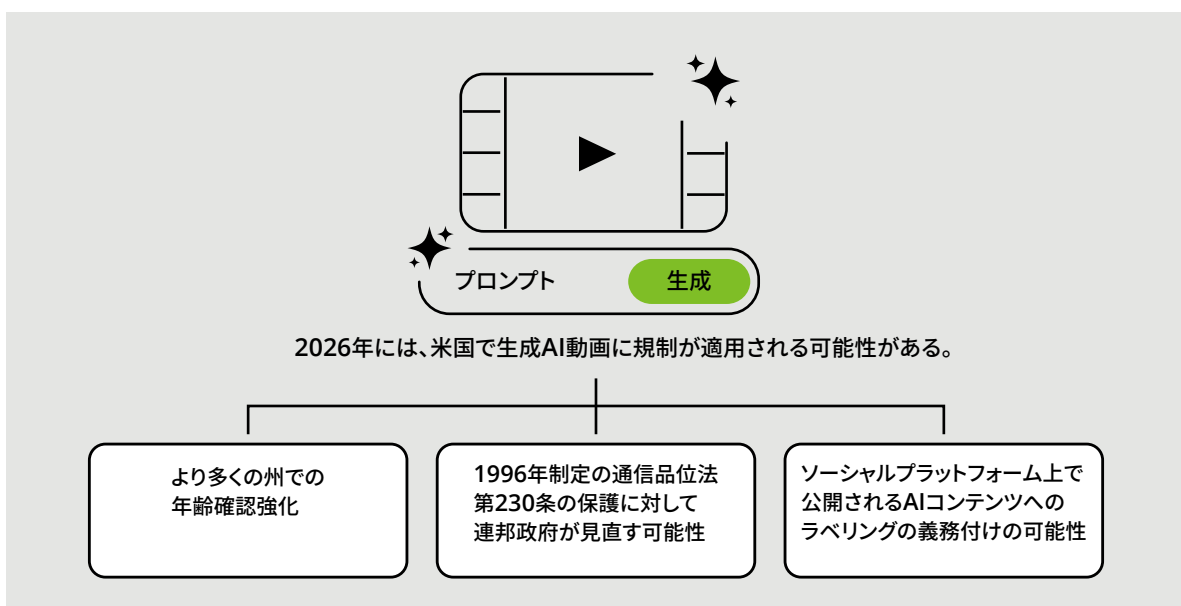 プロンプト
生成
2026年には、米国で生成AI動画に規制が適用される可能性がある。
より多くの州での
年齢確認強化
1996年制定の通信品位法
第230条の保護に対して
連邦政府が見直す可能性
ソーシャルプラットフォーム上で
公開されるAIコンテンツへの
ラベリングの義務付けの可能性